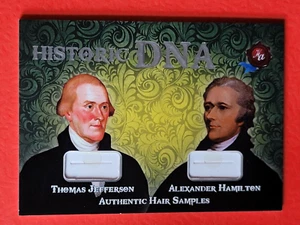 HISTORIC DNA
THOMAS JEFFERSON ALEXANDER HAMILTON
AUTHENTIC HAIR SAMPLES